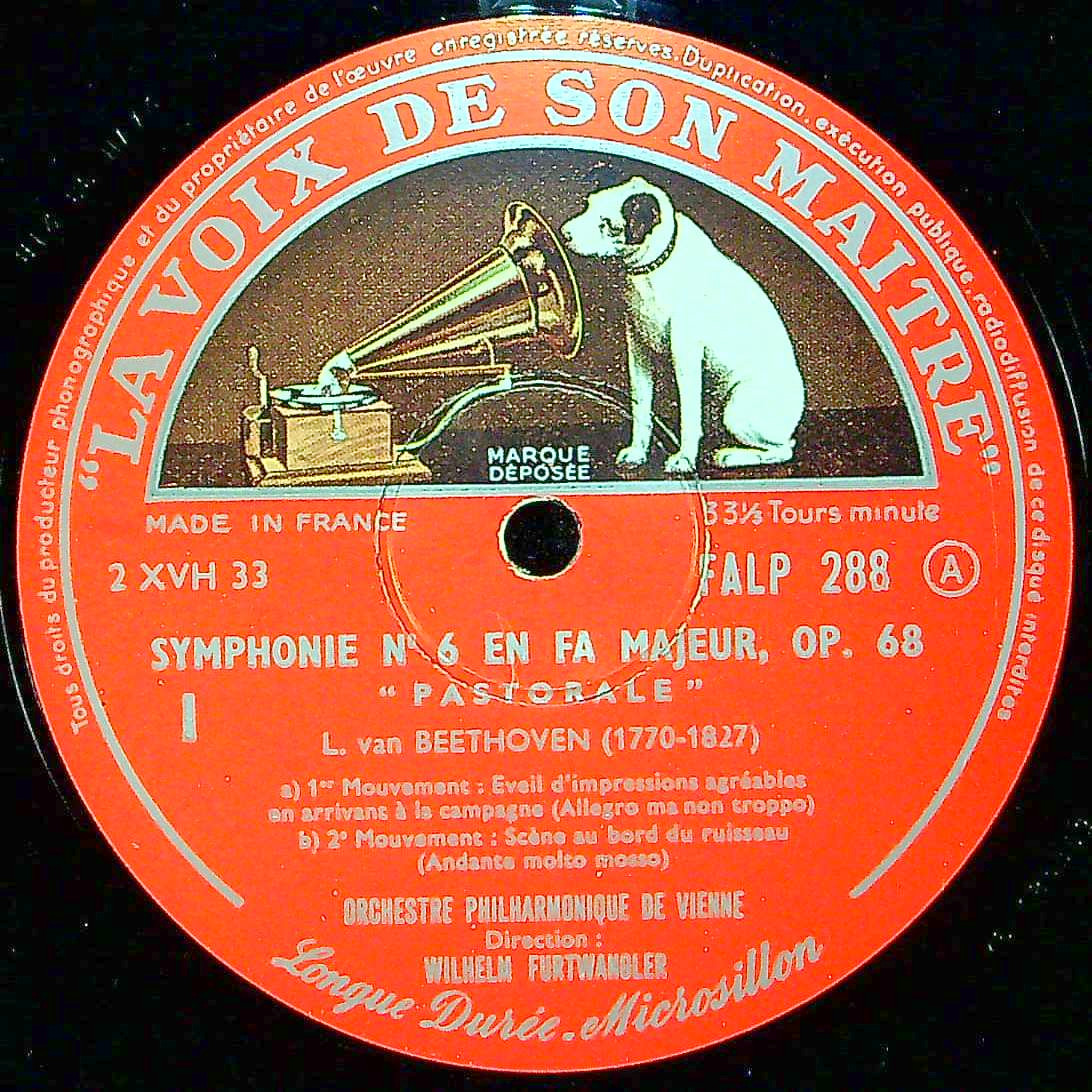 Tous droits du producteur phonographique et du propriétaire de l'œuvre enregistrée réservés. Duplication, exécution publique, radiodiffusion de ce disque interdites
“LA VOIX DE SON MAITRE”
MARQUE
DÉPOSÉE
MADE IN FRANCE
33⅓ Tours minute
2 XVH 33
FALP 288 A
SYMPHONIE Nº 6 EN FA MAJEUR, OP. 68
“PASTORALE”
I
L. van BEETHOVEN (1770-1827)
a) 1er Mouvement : Eveil d'impressions agréables
en arrivant à la campagne (Allegro ma non troppo)
b) 2e Mouvement : Scène au bord du ruisseau
(Andante molto mosso)
ORCHESTRE PHILHARMONIQUE DE VIENNE
Direction :
WILHELM FURTWANGLER
Longue Durée.Microsillon